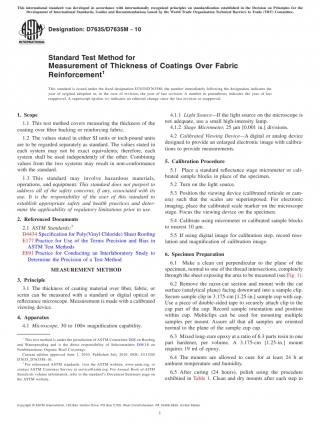 This international standard was developed in accordance with internationally recognized principles on standardization established in the Decision on Principles for the
Development of International Standards, Guides and Recommendations issued by the World Trade Organization Technical Barriers to Trade (TBT) Committee.
Designation: D7635/D7635M – 10
Standard Test Method for
Measurement of Thickness of Coatings Over Fabric
Reinforcement1
This standard is issued under the fixed designation D7635/D7635M; the number immediately following the designation indicates the
year of original adoption or, in the case of revision, the year of last revision. A number in parentheses indicates the year of last
reapproval. A superscript epsilon (ε) indicates an editorial change since the last revision or reapproval.
1. Scope
1.1 This test method covers measuring the thickness of the
coating over fiber backing or reinforcing fabric.
1.2 The values stated in either SI units or inch-pound units
are to be regarded separately as standard. The values stated in
each system may not be exact equivalents; therefore, each
system shall be used independently of the other. Combining
values from the two systems may result in non-conformance
with the standard.
1.3 This standard may involve hazardous materials,
operations, and equipment. This standard does not purport to
address all of the safety concerns, if any, associated with its
use. It is the responsibility of the user of this standard to
establish appropriate safety and health practices and deter-
mine the applicability of regulatory limitations prior to use.
2. Referenced Documents
2.1 ASTM Standards:2
D4434 Specification for Poly(Vinyl Chloride) Sheet Roofing
E177 Practice for Use of the Terms Precision and Bias in
ASTM Test Methods
E691 Practice for Conducting an Interlaboratory Study to
Determine the Precision of a Test Method
MEASUREMENT METHOD
3. Principle
3.1 The thickness of coating material over fiber, fabric, or
scrim can be measured with a standard or digital optical or
reflectance microscope. Measurement is made with a calibrated
viewing device.
4. Apparatus
4.1 Microscope, 30 to 100× magnification capability.
1 This test method is under the jurisdiction of ASTM Committee D08 on Roofing
and Waterproofing and is the direct responsibility of Subcommittee D08.18 on
Nonbituminous Organic Roof Coverings.
Current edition approved June 1, 2010. Published July 2010. DOI: 10.1520/
D7635_D7635M–10.
2 For referenced ASTM standards, visit the ASTM website, www.astm.org, or
contact ASTM Customer Service at service@astm.org. For Annual Book of ASTM
Standards volume information, refer to the standard's Document Summary page on
the ASTM website.
4.1.1 Light Source—If the light source on the microscope is
not adequate, use a small high-intensity lamp.
4.1.2 Stage Micrometer, 25 µm [0.001 in.] divisions.
4.2 Calibrated Viewing Device—A digital or analog device
designed to provide an enlarged electronic image with calibra-
tions to provide measurements.
5. Calibration Procedure
5.1 Place a standard reflectance stage micrometer or cali-
brated sample blocks in place of the specimen.
5.2 Turn on the light source.
5.3 Position the viewing device (calibrated reticule or cam-
era) such that the scales are superimposed. For electronic
imaging, place the calibrated scale marker on the microscope
stage. Focus the viewing device on the specimen.
5.4 Calibrate using micrometer or calibrated sample blocks
to nearest 10 µm.
5.5 If using digital image for calibration step, record reso-
lution and magnification of calibration image.
6. Specimen Preparation
6.1 Make a clean cut perpendicular to the plane of the
specimen, normal to one of the thread intersections, completely
through the sheet exposing the area to be measured (see Fig. 1).
6.2 Remove the razor-cut section and mount with the cut
surface (analytical plane) facing downward into a sample clip.
Secure sample clip in 3.175-cm [1.25-in.] sample cup with cap.
Use a piece of double-sided tape to securely attach clip to the
cap part of the cup. Record sample orientation and position
within cup. Multiclips can be used for mounting multiple
samples per mount. Assure that all samples are oriented
normal to the plane of the sample cup cap.
6.3 Mixed long-cure epoxy at a ratio of 6.3 parts resin to one
part hardener, per volume. A 3.175-cm [1.25-in.] mount
requires 19 ml of epoxy.
6.4 The mounts are allowed to cure for at least 24 h at
ambient temperature and humidity.
6.5 After curing (24 hours), polish using the procedure
exhibited in Table 1. Clean and dry mounts after each step to
Copyright © ASTM International, 100 Barr Harbor Drive, PO Box C700, West Conshohocken, PA 19428-2959. United States
1